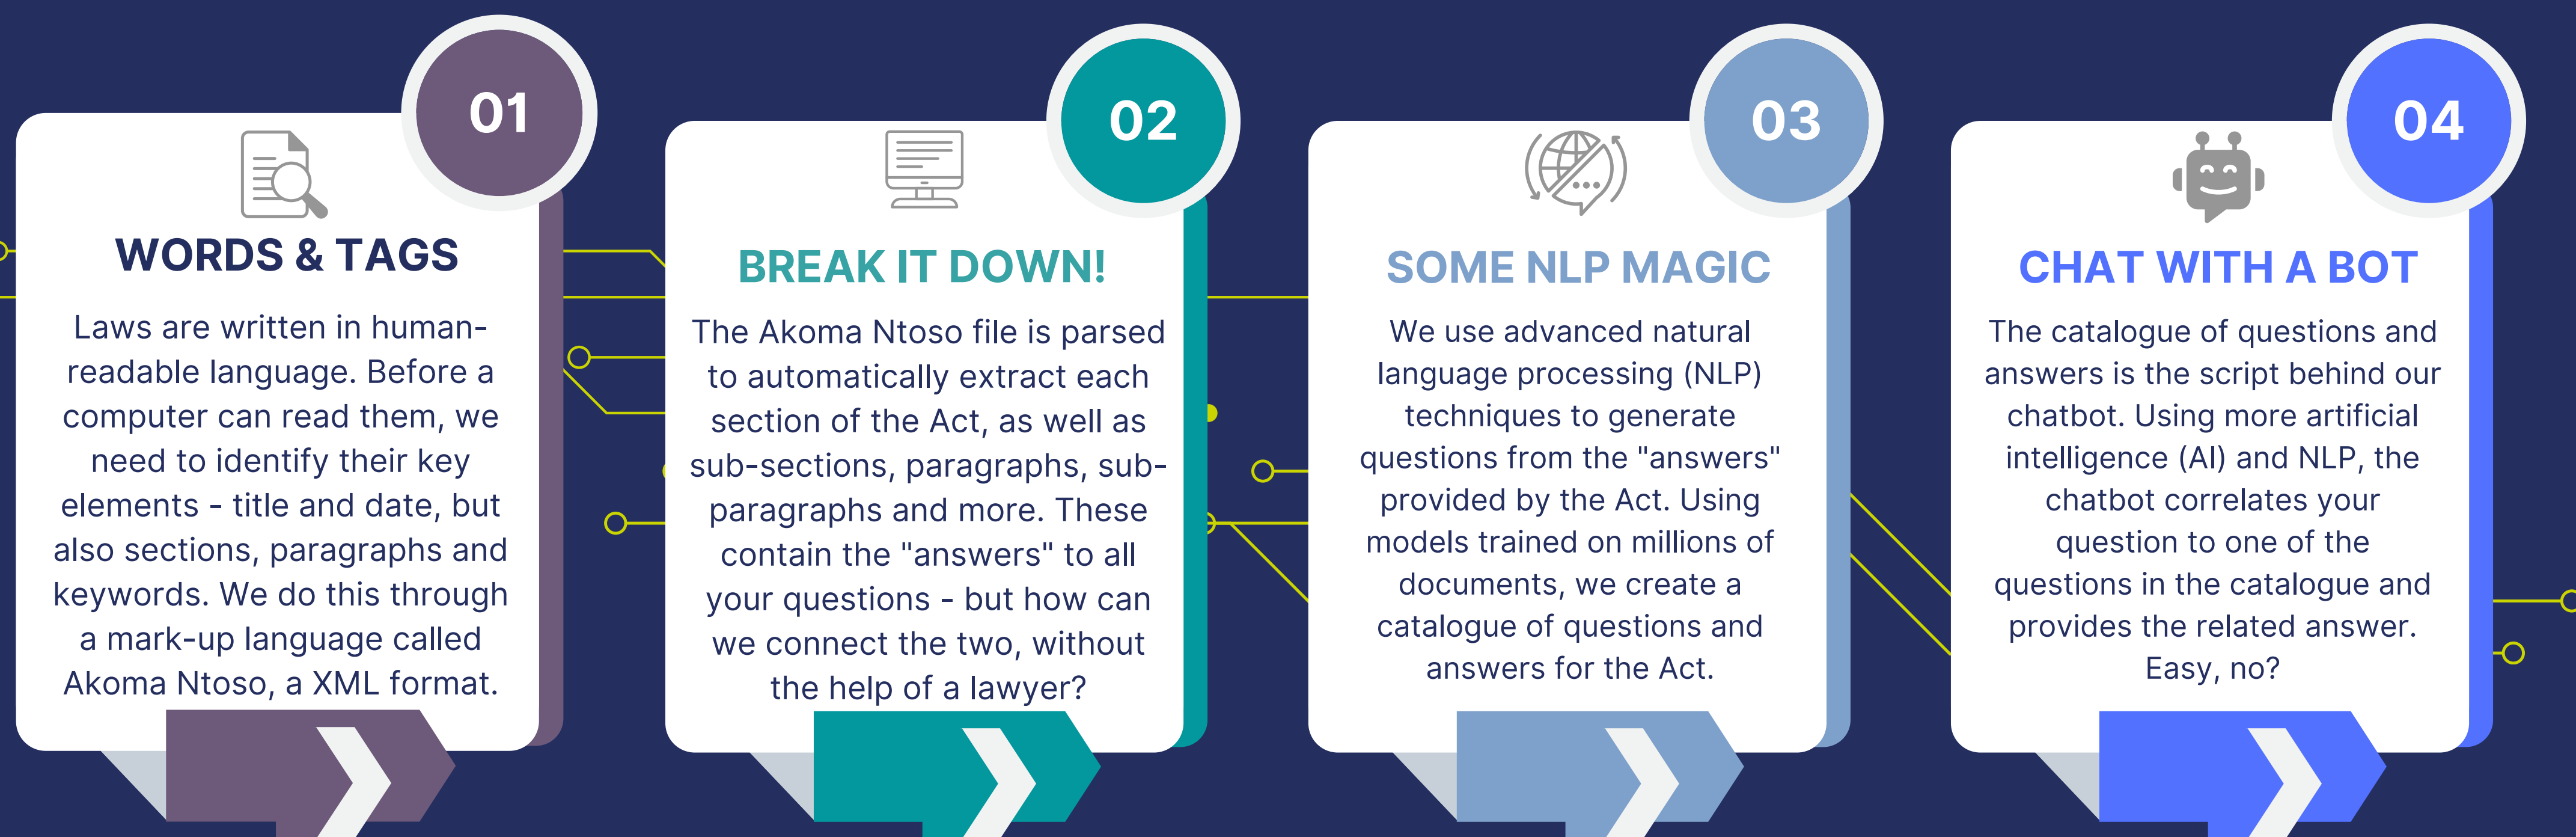 01
WORDS & TAGS
Laws are written in human-
readable language. Before a
computer can read them, we
need to identify their key
elements - title and date, but
also sections, paragraphs and
keywords. We do this through
a mark-up language called
Akoma Ntoso, a XML format.
02
BREAK IT DOWN!
The Akoma Ntoso file is parsed
to automatically extract each
section of the Act, as well as
sub-sections, paragraphs, sub-
paragraphs and more. These
contain the "answers" to all
your questions - but how can
we connect the two, without
the help of a lawyer?
03
SOME NLP MAGIC
We use advanced natural
language processing (NLP)
techniques to generate
questions from the "answers"
provided by the Act. Using
models trained on millions of
documents, we create a
catalogue of questions and
answers for the Act.
04
CHAT WITH A BOT
The catalogue of questions and
answers is the script behind our
chatbot. Using more artificial
intelligence (AI) and NLP, the
chatbot correlates your
question to one of the
questions in the catalogue and
provides the related answer.
Easy, no?